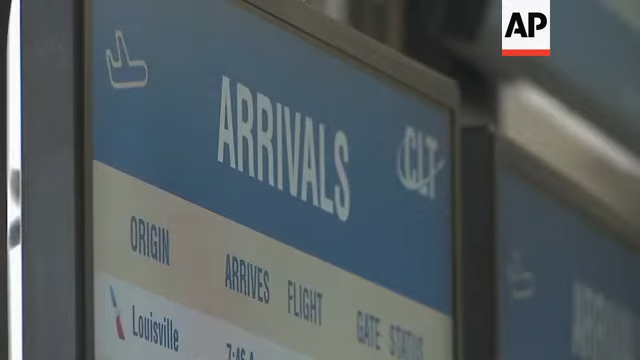 AP
ARRIVALS
CLT
ORIGIN ARRIVES FLIGHT GATE STATUS
Louisville